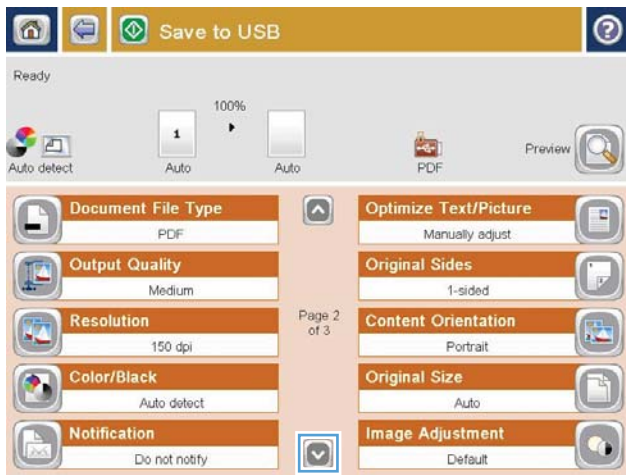 Save to USB
Ready
100%
1
Auto detect
Auto
Auto
PDF
Preview
Document File Type
PDF
Output Quality
Medium
Resolution
150 dpi
Color/Black
Auto detect
Notification
Do not notify
Page 2
of 3
Optimize Text/Picture
Manually adjust
Original Sides
1-sided
Content Orientation
Portrait
Original Size
Auto
Image Adjustment
Default